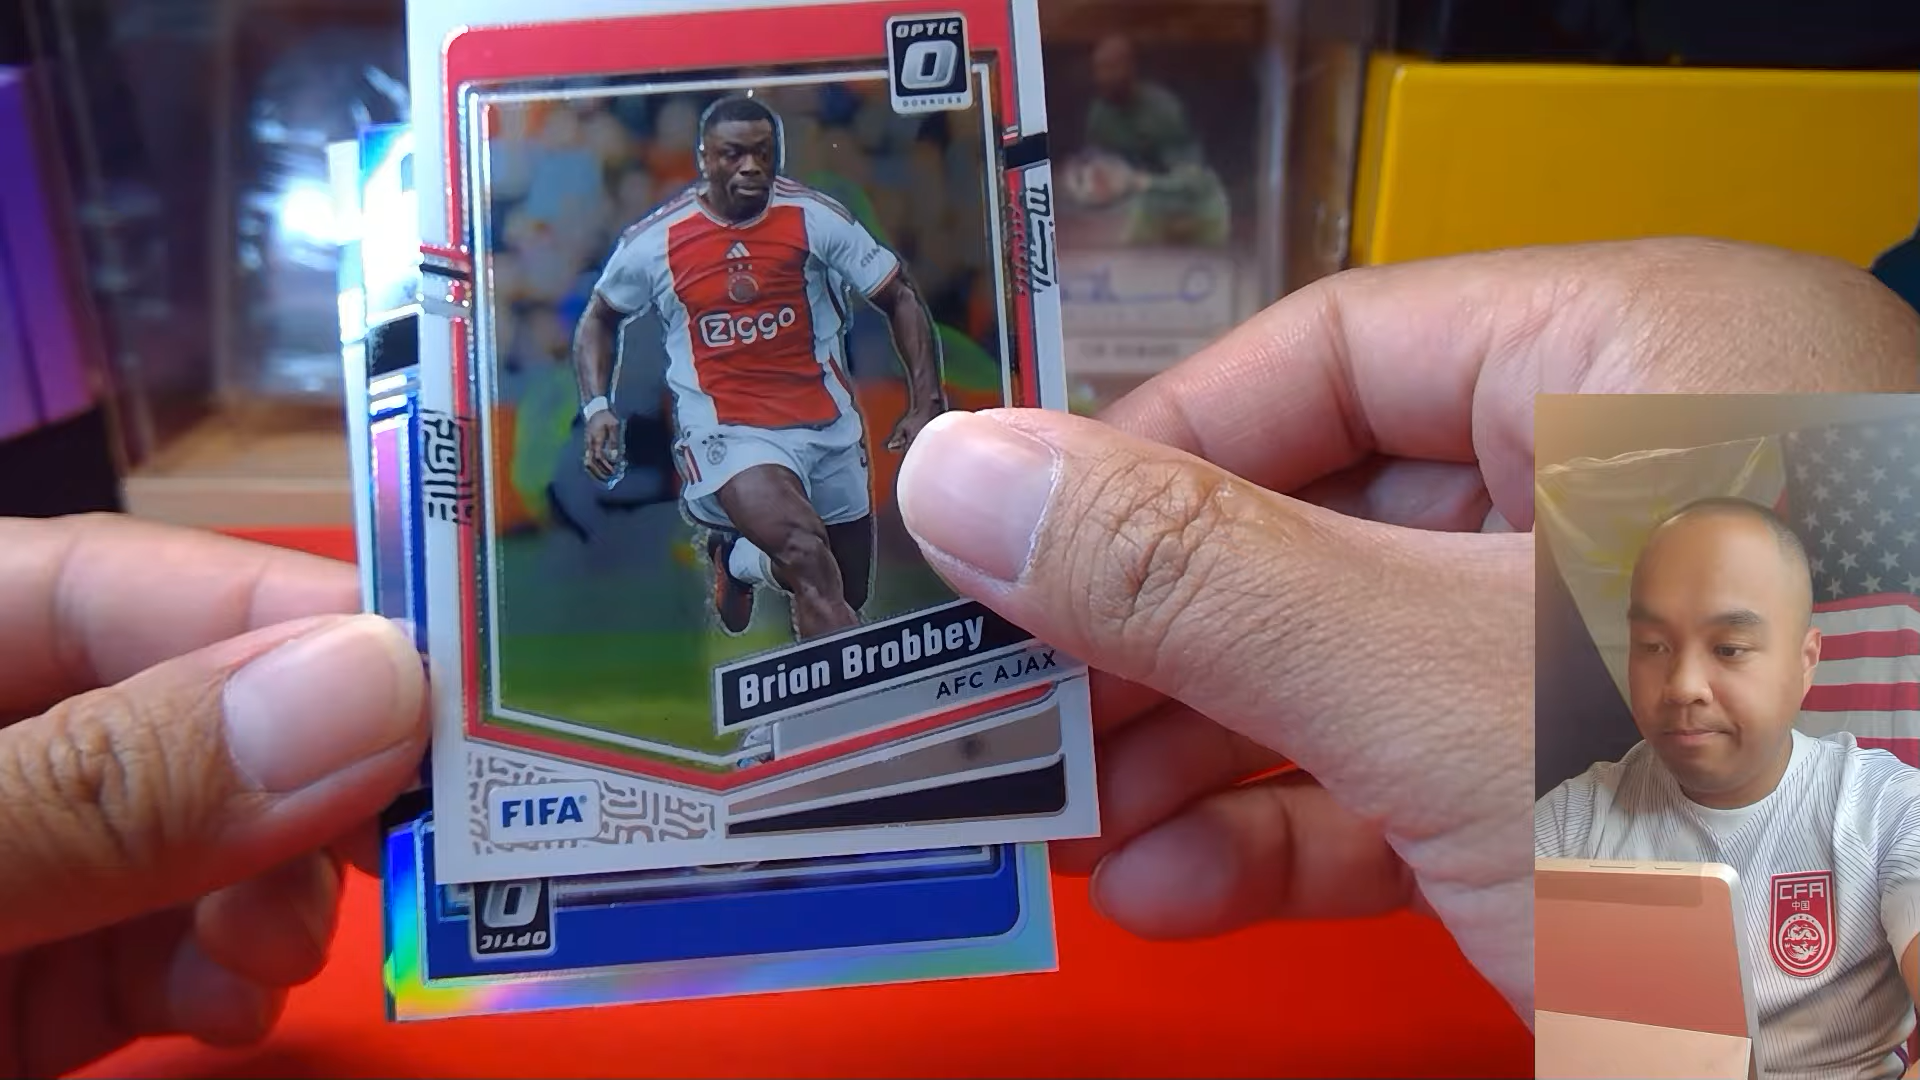 OPTIC
DONRUSS
Ziggo
Brian Brobbey
AFC AJAX
FIFA
OPTIC
CFA
中国